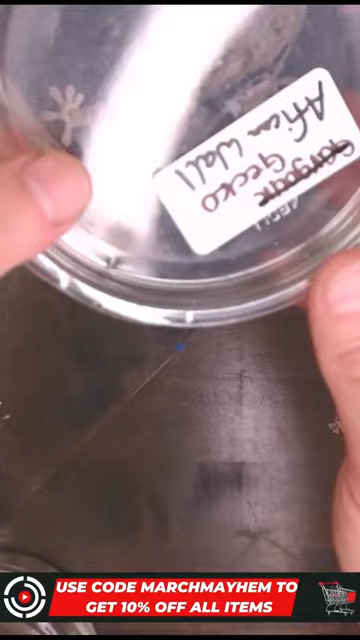 African Wall
Gargoyle
Gecko
USE CODE MARCHMAYHEM TO
GET 10% OFF ALL ITEMS